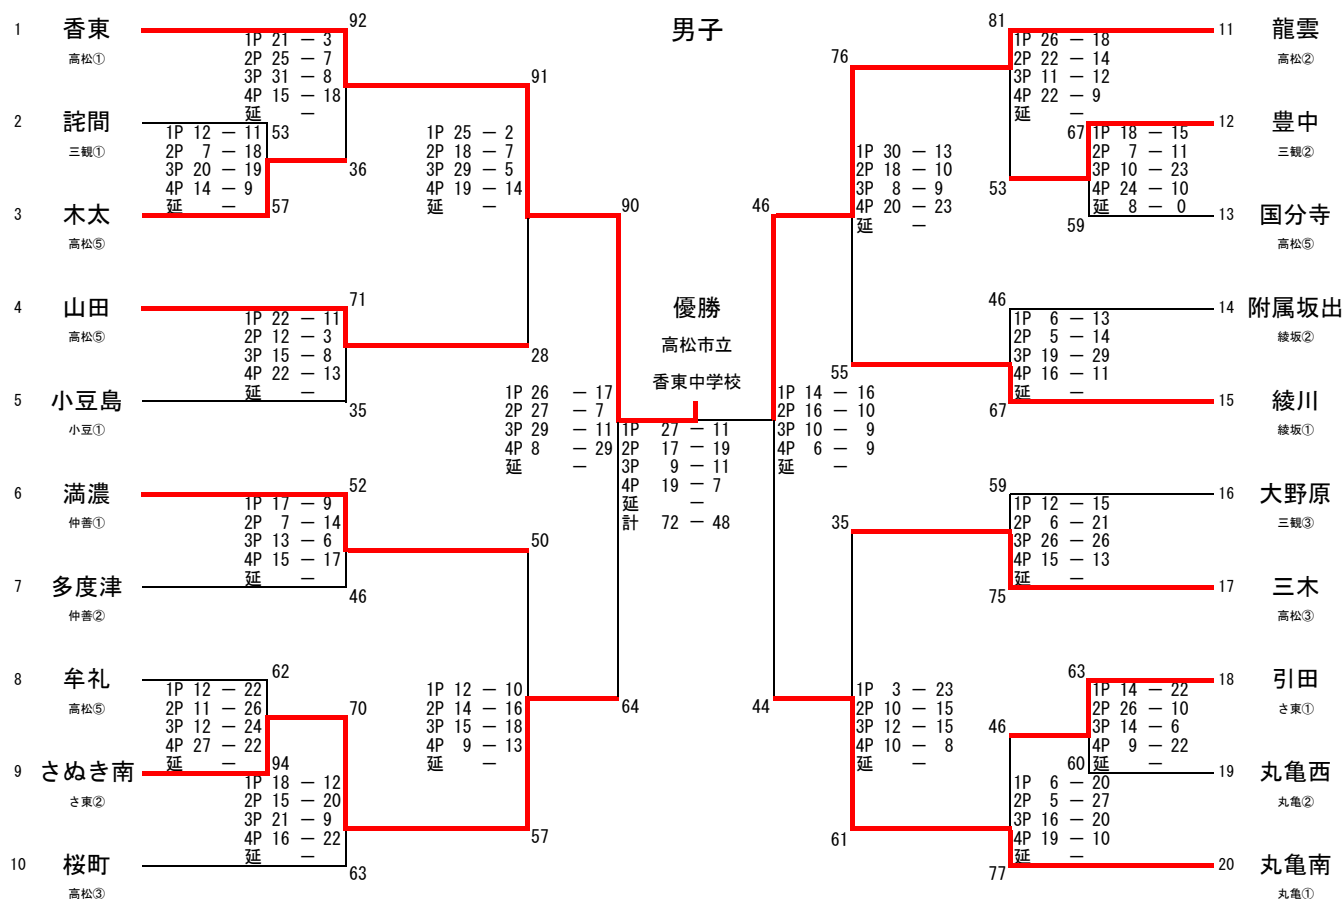 男子
1 香東
高松①
2 詫間
三観①
3 木太
高松⑤
4 山田
高松⑤
5 小豆島
小豆①
6 満濃
仲善①
7 多度津
仲善②
8 牟礼
高松⑤
9 さぬき南
さ東②
10 桜町
高松③
92
1P 21 － 3
2P 25 － 7
3P 31 － 8
4P 15 － 18
延 －
36
53
1P 12 － 11
2P 7 － 18
3P 20 － 19
4P 14 － 9
延 －
57
71
1P 22 － 11
2P 12 － 3
3P 15 － 8
4P 22 － 13
延 －
35
52
1P 17 － 9
2P 7 － 14
3P 13 － 6
4P 15 － 17
延 －
46
62
1P 12 － 22
2P 11 － 26
3P 12 － 24
4P 27 － 22
延 －
94
70
1P 18 － 12
2P 15 － 20
3P 21 － 9
4P 16 － 22
延 －
63
91
1P 25 － 2
2P 18 － 7
3P 29 － 5
4P 19 － 14
延 －
28
50
1P 12 － 10
2P 14 － 16
3P 15 － 18
4P 9 － 13
延 －
57
90
1P 26 － 17
2P 27 － 7
3P 29 － 11
4P 8 － 29
延 －
64
優勝
高松市立
香東中学校
1P 27 － 11
2P 17 － 19
3P 9 － 11
4P 19 － 7
延 －
計 72 － 48
46
1P 14 － 16
2P 16 － 10
3P 10 － 9
4P 6 － 9
延 －
44
76
1P 30 － 13
2P 18 － 10
3P 8 － 9
4P 20 － 23
延 －
55
35
1P 3 － 23
2P 10 － 15
3P 12 － 15
4P 10 － 8
延 －
61
81
1P 26 － 18
2P 22 － 14
3P 11 － 12
4P 22 － 9
延 －
53
67
1P 18 － 15
2P 7 － 11
3P 10 － 23
4P 24 － 10
延 8 － 0
59
46
1P 6 － 13
2P 5 － 14
3P 19 － 29
4P 16 － 11
延 －
67
59
1P 12 － 15
2P 6 － 21
3P 26 － 26
4P 15 － 13
延 －
75
63
1P 14 － 22
2P 26 － 10
3P 14 － 6
4P 9 － 22
延 －
60
46
1P 6 － 20
2P 5 － 27
3P 16 － 20
4P 19 － 10
延 －
77
11 龍雲
高松②
12 豊中
三観②
13 国分寺
高松⑤
14 附属坂出
綾坂②
15 綾川
綾坂①
16 大野原
三観③
17 三木
高松③
18 引田
さ東①
19 丸亀西
丸亀②
20 丸亀南
丸亀①